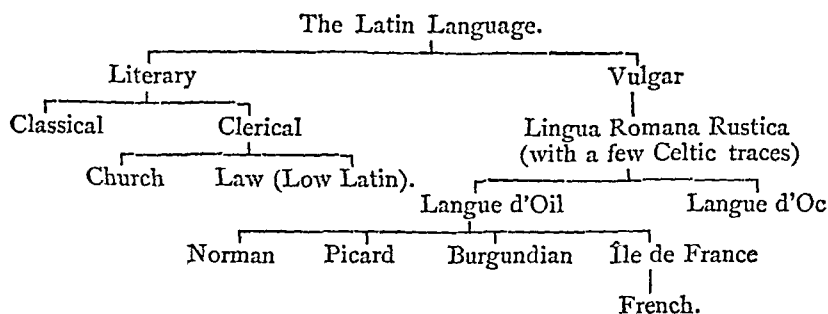 The Latin Language.
Literary Vulgar
Classical Clerical Lingua Romana Rustica
(with a few Celtic traces)
Church Law (Low Latin).
Langue d'Oil Langue d'Oc
Norman Picard Burgundian Île de France
French.